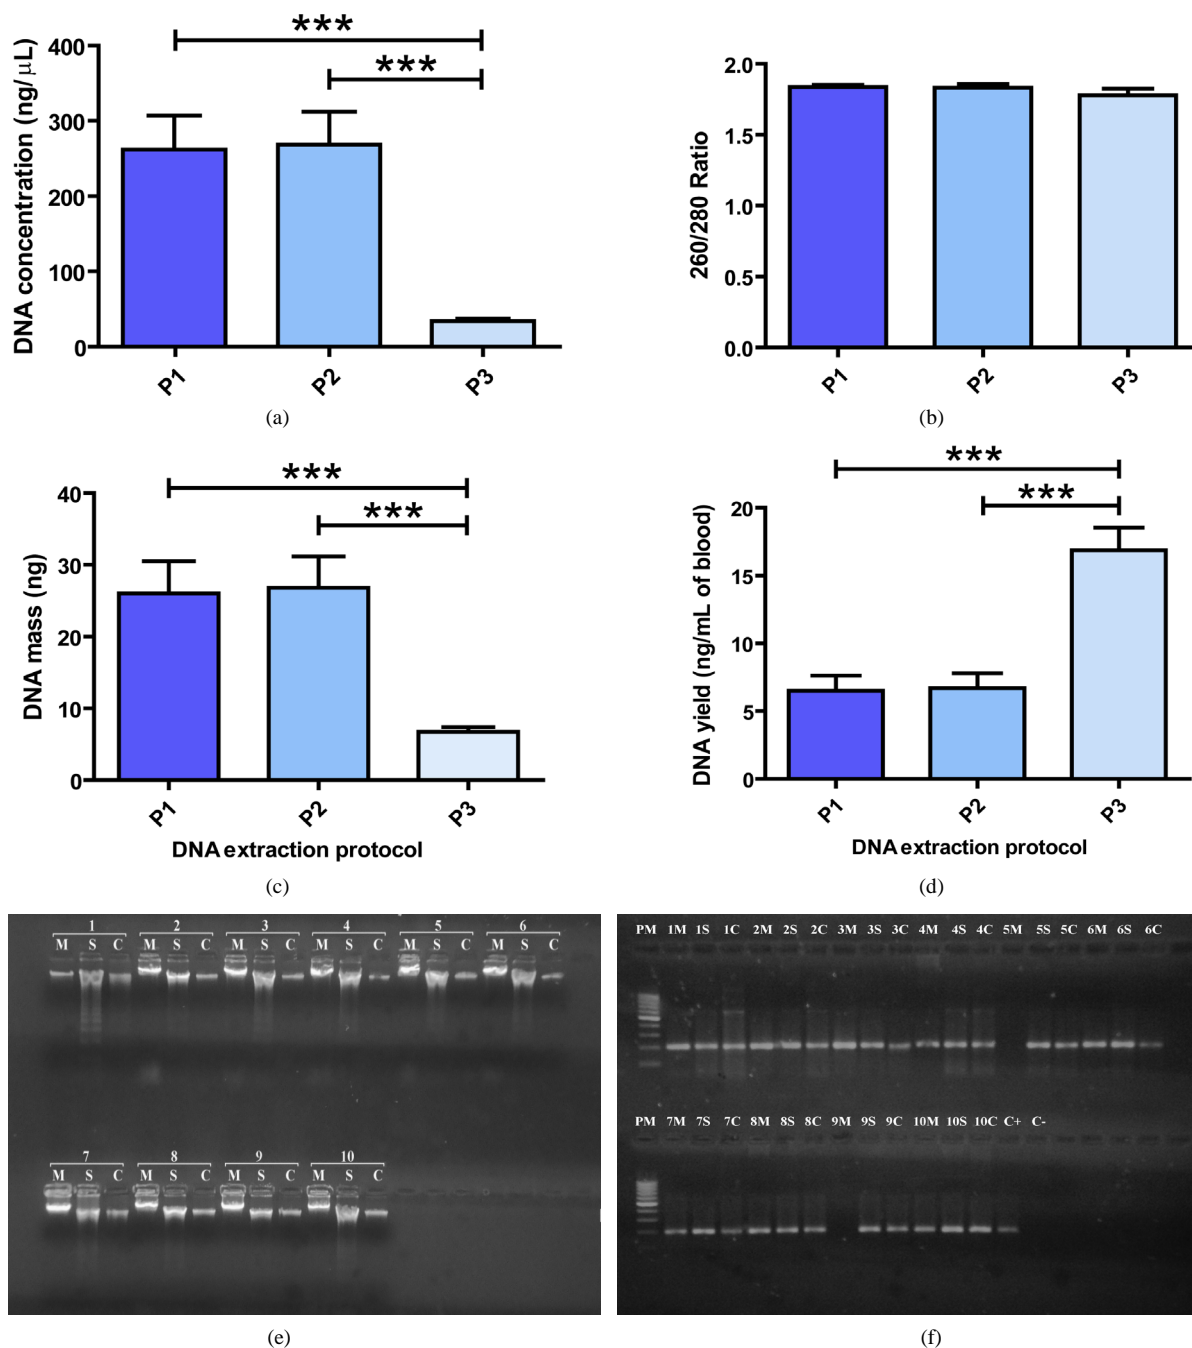 ***
***
400
300
200
100
0
DNA concentration (ng/µL)
P1 P2 P3
(a)
2.0
1.5
1.0
0.5
0.0
260/280 Ratio
P1 P2 P3
(b)
***
***
40
30
20
10
0
DNA mass (ng)
P1 P2 P3
DNA extraction protocol
(c)
***
***
20
15
10
5
0
DNA yield (ng/mL of blood)
P1 P2 P3
DNA extraction protocol
(d)
1 2 3 4 5 6
M S C M S C M S C M S C M S C M S C
7 8 9 10
M S C M S C M S C M S C
(e)
PM 1M 1S 1C 2M 2S 2C 3M 3S 3C 4M 4S 4C 5M 5S 5C 6M 6S 6C
PM 7M 7S 7C 8M 8S 8C 9M 9S 9C 10M 10S 10C C+ C-
(f)